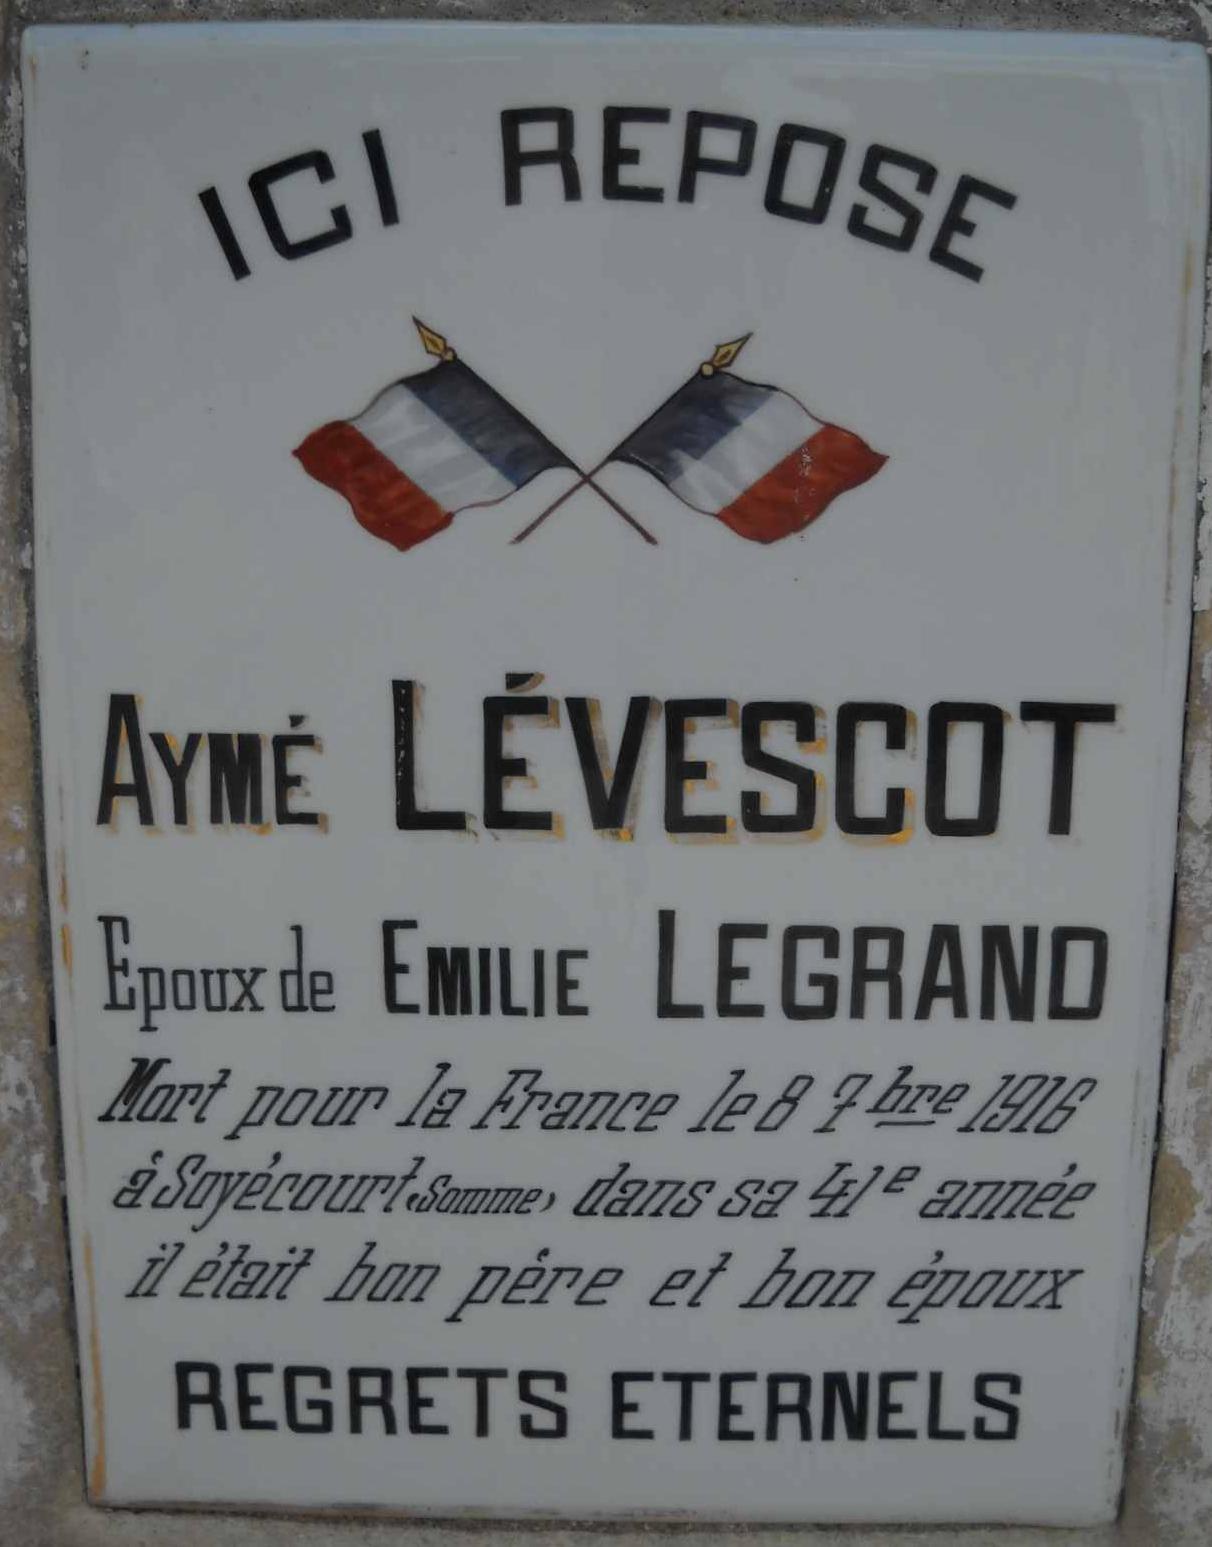 ICI REPOSE
AYMÉ LÉVESCOT
Epoux de EMILIE LEGRAND
Mort pour la France le 8 7bre 1916
à Soyécourt (Somme) dans sa 41e année
il était bon père et bon époux
REGRETS ETERNELS